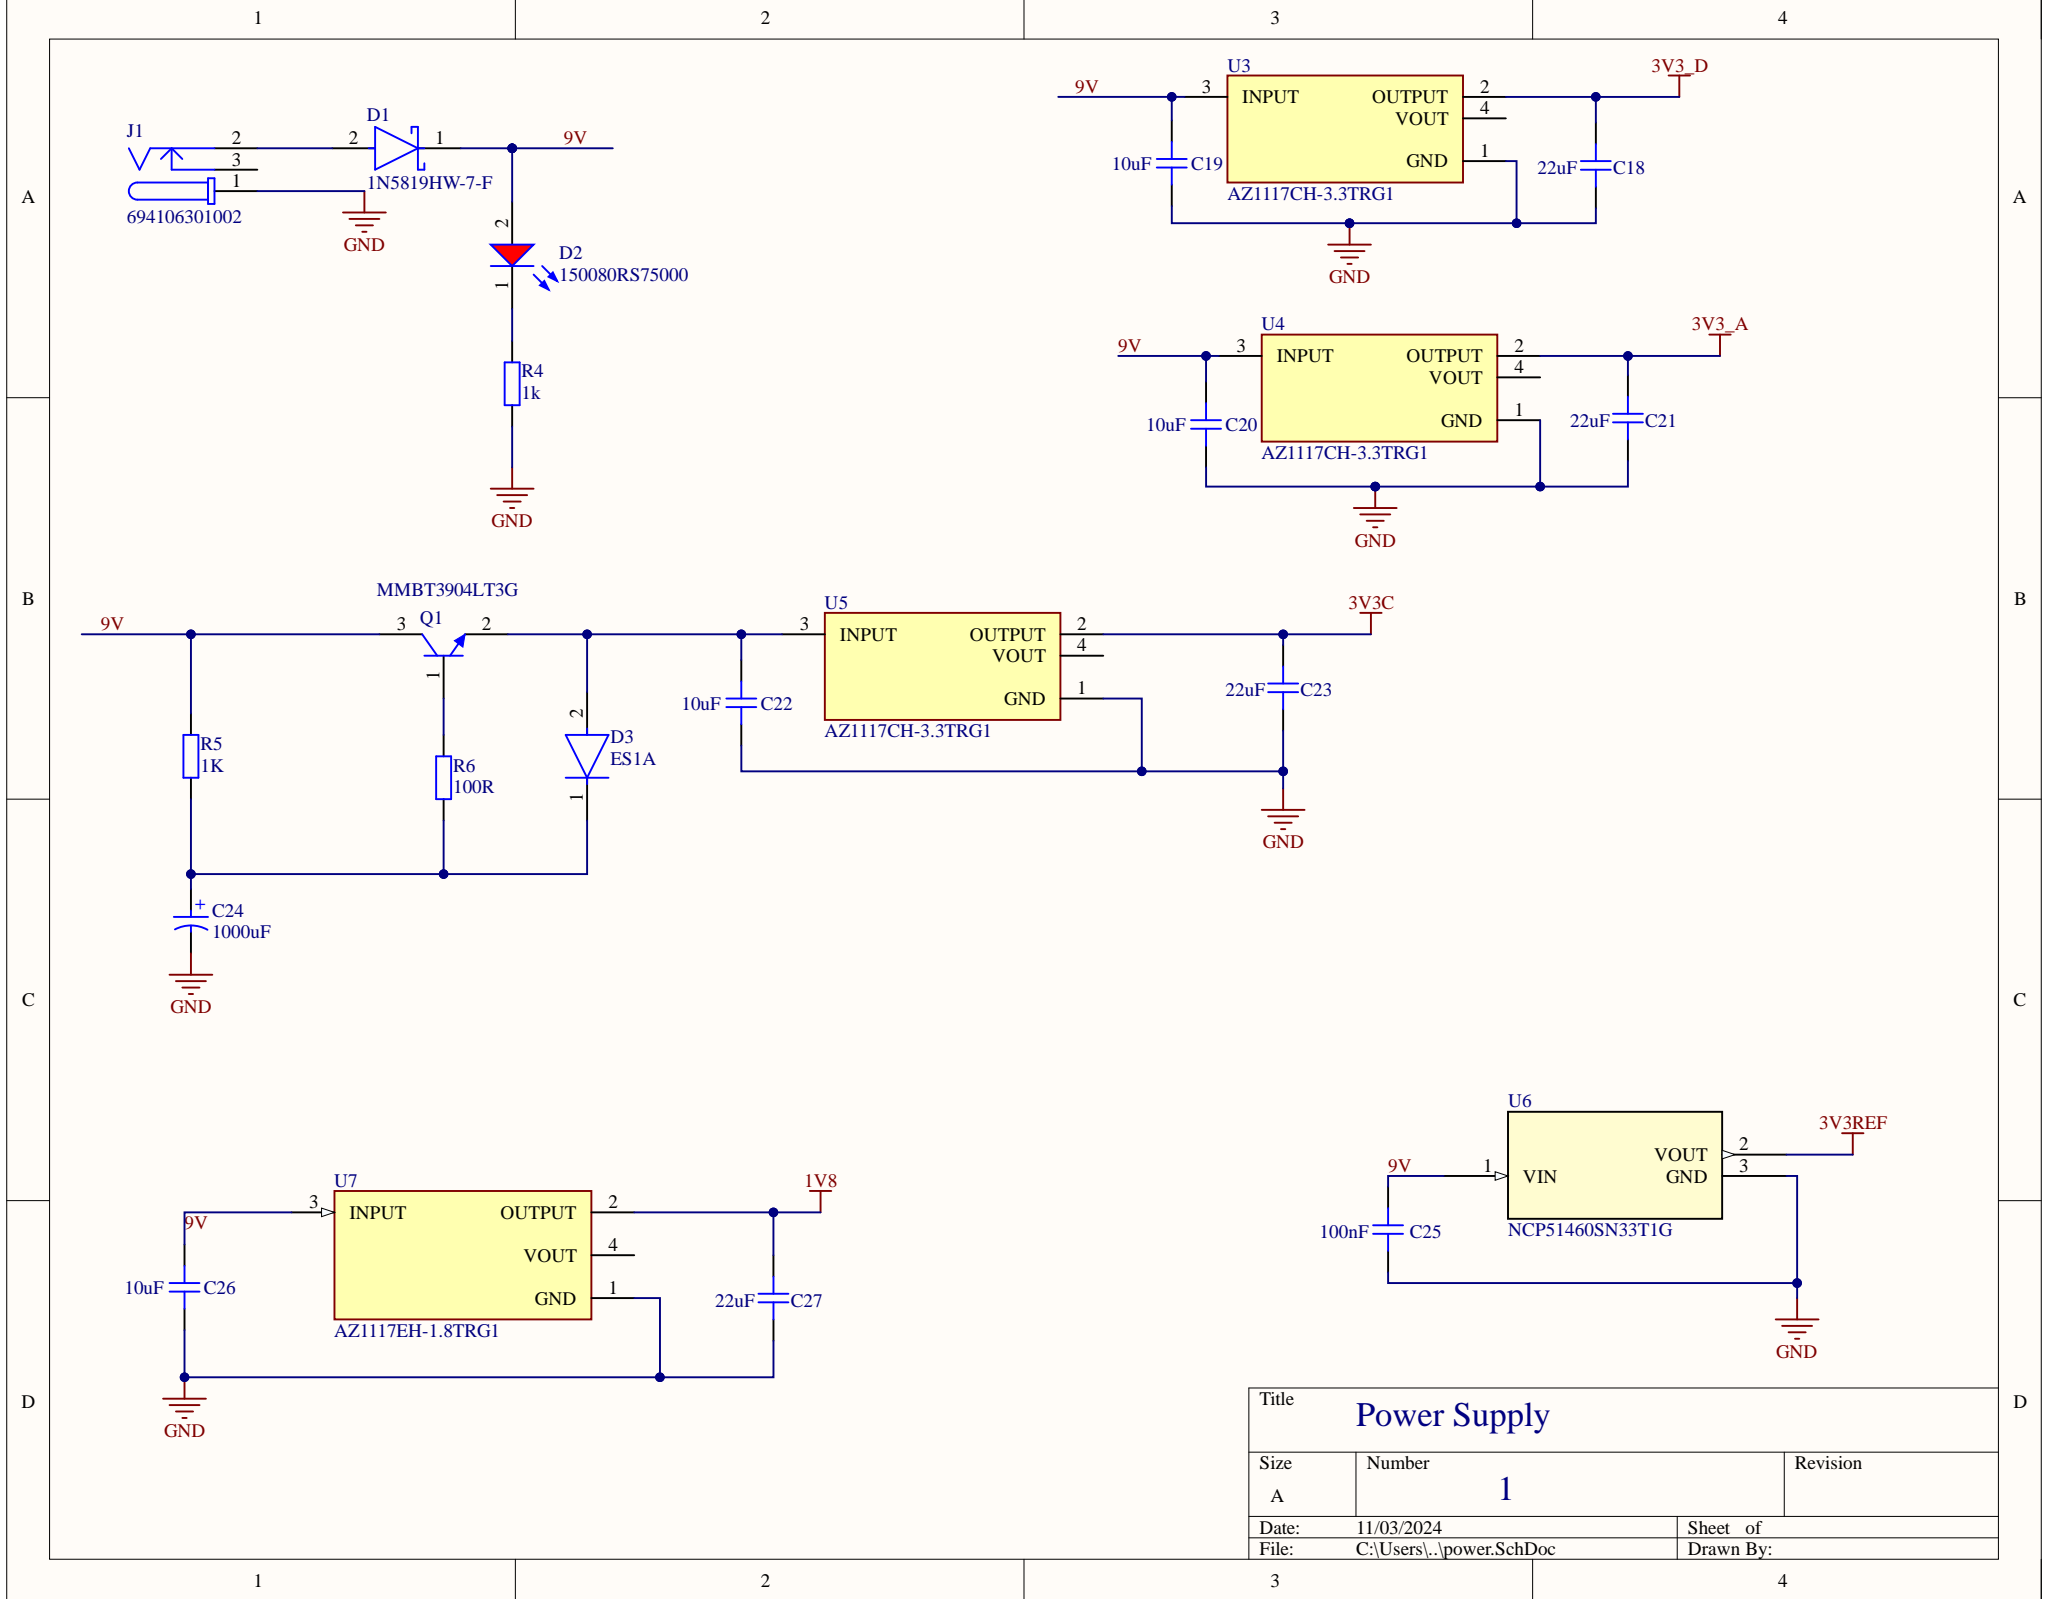 1 2 3 4
A A
B B
C C
D D
J1
2
3
1
694106301002
GND
D1
2 1
1N5819HW-7-F
9V
2
D2
150080RS75000
1
R4
1k
GND
U3
9V
3 INPUT OUTPUT 2
VOUT 4
GND 1
10uF C19
22uF C18
AZ1117CH-3.3TRG1
3V3_D
GND
U4
9V
3 INPUT OUTPUT 2
VOUT 4
GND 1
10uF C20
22uF C21
AZ1117CH-3.3TRG1
3V3_A
GND
MMBT3904LT3G
Q1
9V
3 2
1
R5
1K
R6
100R
2
D3
ES1A
1
+ C24
1000uF
GND
U5
3 INPUT OUTPUT 2
VOUT 4
GND 1
10uF C22
22uF C23
AZ1117CH-3.3TRG1
3V3C
GND
U7
9V
3 INPUT OUTPUT 2
VOUT 4
GND 1
10uF C26
22uF C27
AZ1117EH-1.8TRG1
1V8
GND
U6
9V
1 VIN VOUT 2
GND 3
100nF C25
NCP51460SN33T1G
3V3REF
GND
Title
Power Supply
Size
A
Number
1
Revision
Date: 11/03/2024 Sheet of
File: C:\Users\..\power.SchDoc Drawn By:
1 2 3 4